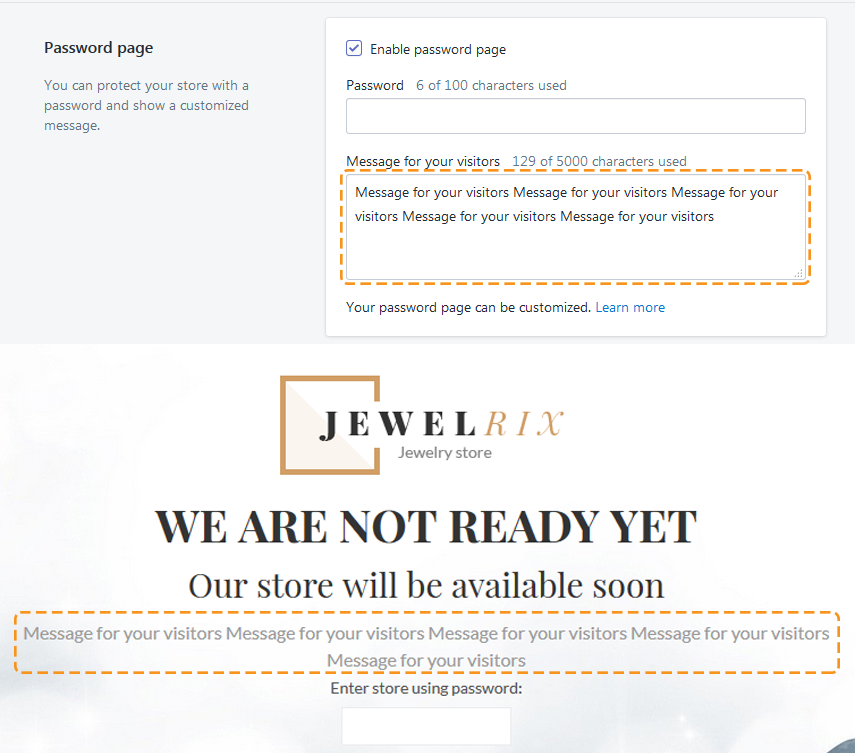 Password page
You can protect your store with a
password and show a customized
message.
Enable password page
Password 6 of 100 characters used
Message for your visitors 129 of 5000 characters used
Message for your visitors Message for your visitors Message for your
visitors Message for your visitors Message for your visitors
Your password page can be customized. Learn more
JEWELRIX
Jewelry store
WE ARE NOT READY YET
Our store will be available soon
Message for your visitors Message for your visitors Message for your visitors Message for your visitors
Message for your visitors
Enter store using password: